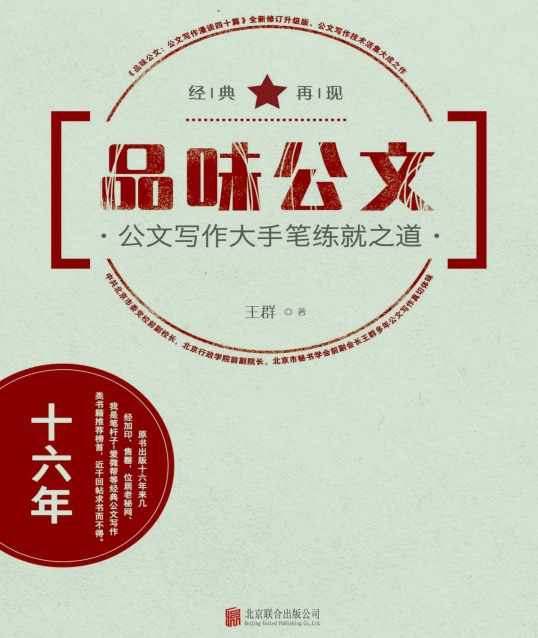 《品味公文：公文写作漫谈四十篇》全新修订升级版、公文写作技术活集大成之作
经典 再现
品味公文
·公文写作大手笔练就之道·
王群 ○ 著
中共北京市委党校前副校长，北京行政学院前副院长，北京市秘书学会前副会长王群多年公文写作真切体味
十六年
原书出版十六年来几
经加印、售罄，位居老秘网、
我是笔杆子-爱微帮等经典公文写作
类书籍推荐榜首，近千回帖求书而不得。
北京联合出版公司
Beijing United Publishing Co.,Ltd.